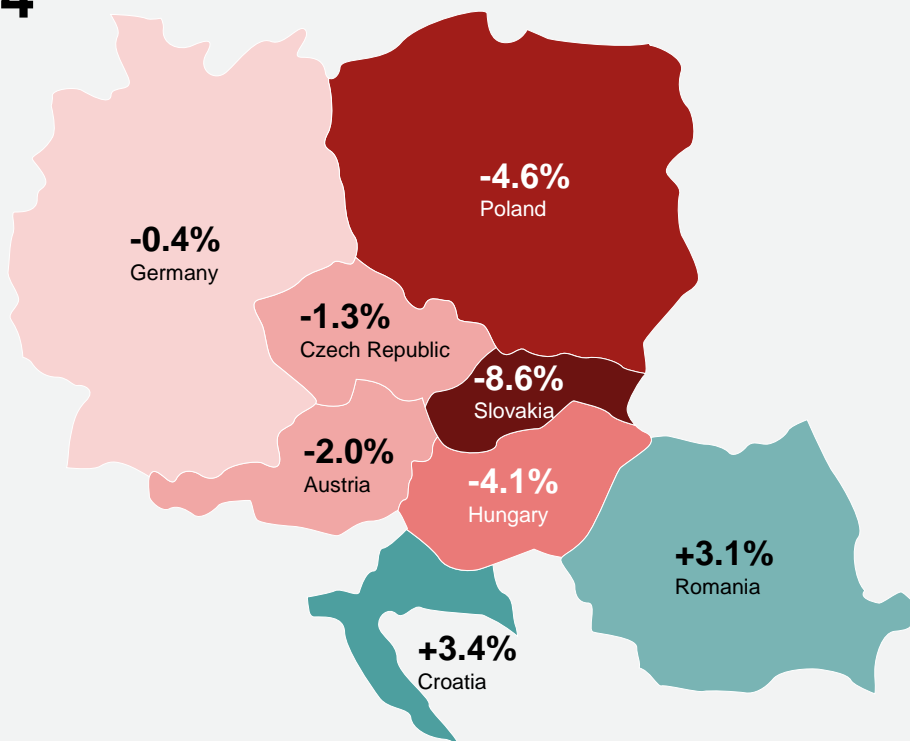 4
-4.6%
Poland
-0.4%
Germany
-1.3%
Czech Republic
-8.6%
Slovakia
-2.0%
Austria
-4.1%
Hungary
+3.1%
Romania
+3.4%
Croatia